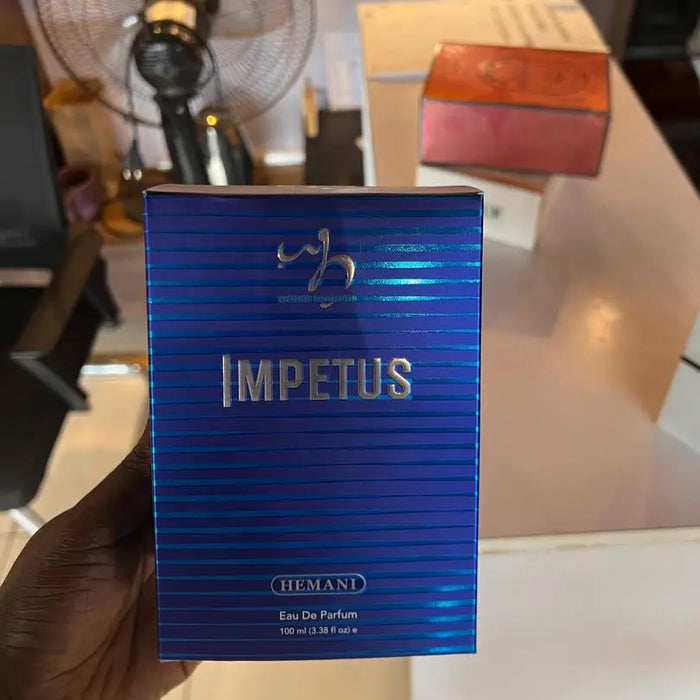 IMPETUS
HEMANI
Eau De Parfum
100 ml (3.38 fl oz) e